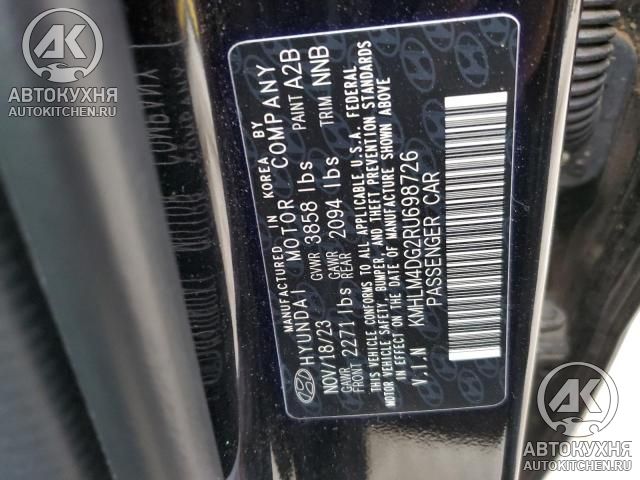 АВТОКУХНЯ
AUTOKITCHEN.RU
MANUFACTURED IN KOREA BY
HYUNDAI MOTOR COMPANY
NOV/18/23 GVWR 3858 lbs PAINT A2B
GAWR FRONT 2271 lbs GAWR REAR 2094 lbs TRIM NNB
THIS VEHICLE CONFORMS TO ALL APPLICABLE U.S.A. FEDERAL
MOTOR VEHICLE SAFETY, BUMPER, AND THEFT PREVENTION STANDARDS
IN EFFECT ON THE DATE OF MANUFACTURE SHOWN ABOVE
V.I.N KMHLM4DG2RU698726
PASSENGER CAR
АВТОКУХНЯ
AUTOKITCHEN.RU